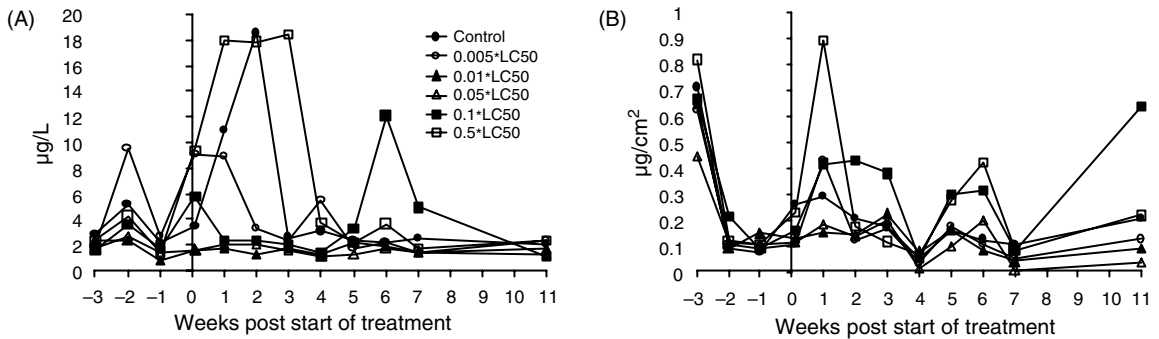 (A)
20
18
16
14
12
10
8
6
4
2
0
µg/L
Control
0.005*LC50
0.01*LC50
0.05*LC50
0.1*LC50
0.5*LC50
−3 −2 −1 0 1 2 3 4 5 6 7 8 9 10 11
Weeks post start of treatment
(B)
1
0.9
0.8
0.7
0.6
0.5
0.4
0.3
0.2
0.1
0
µg/cm²
−3 −2 −1 0 1 2 3 4 5 6 7 8 9 10 11
Weeks post start of treatment